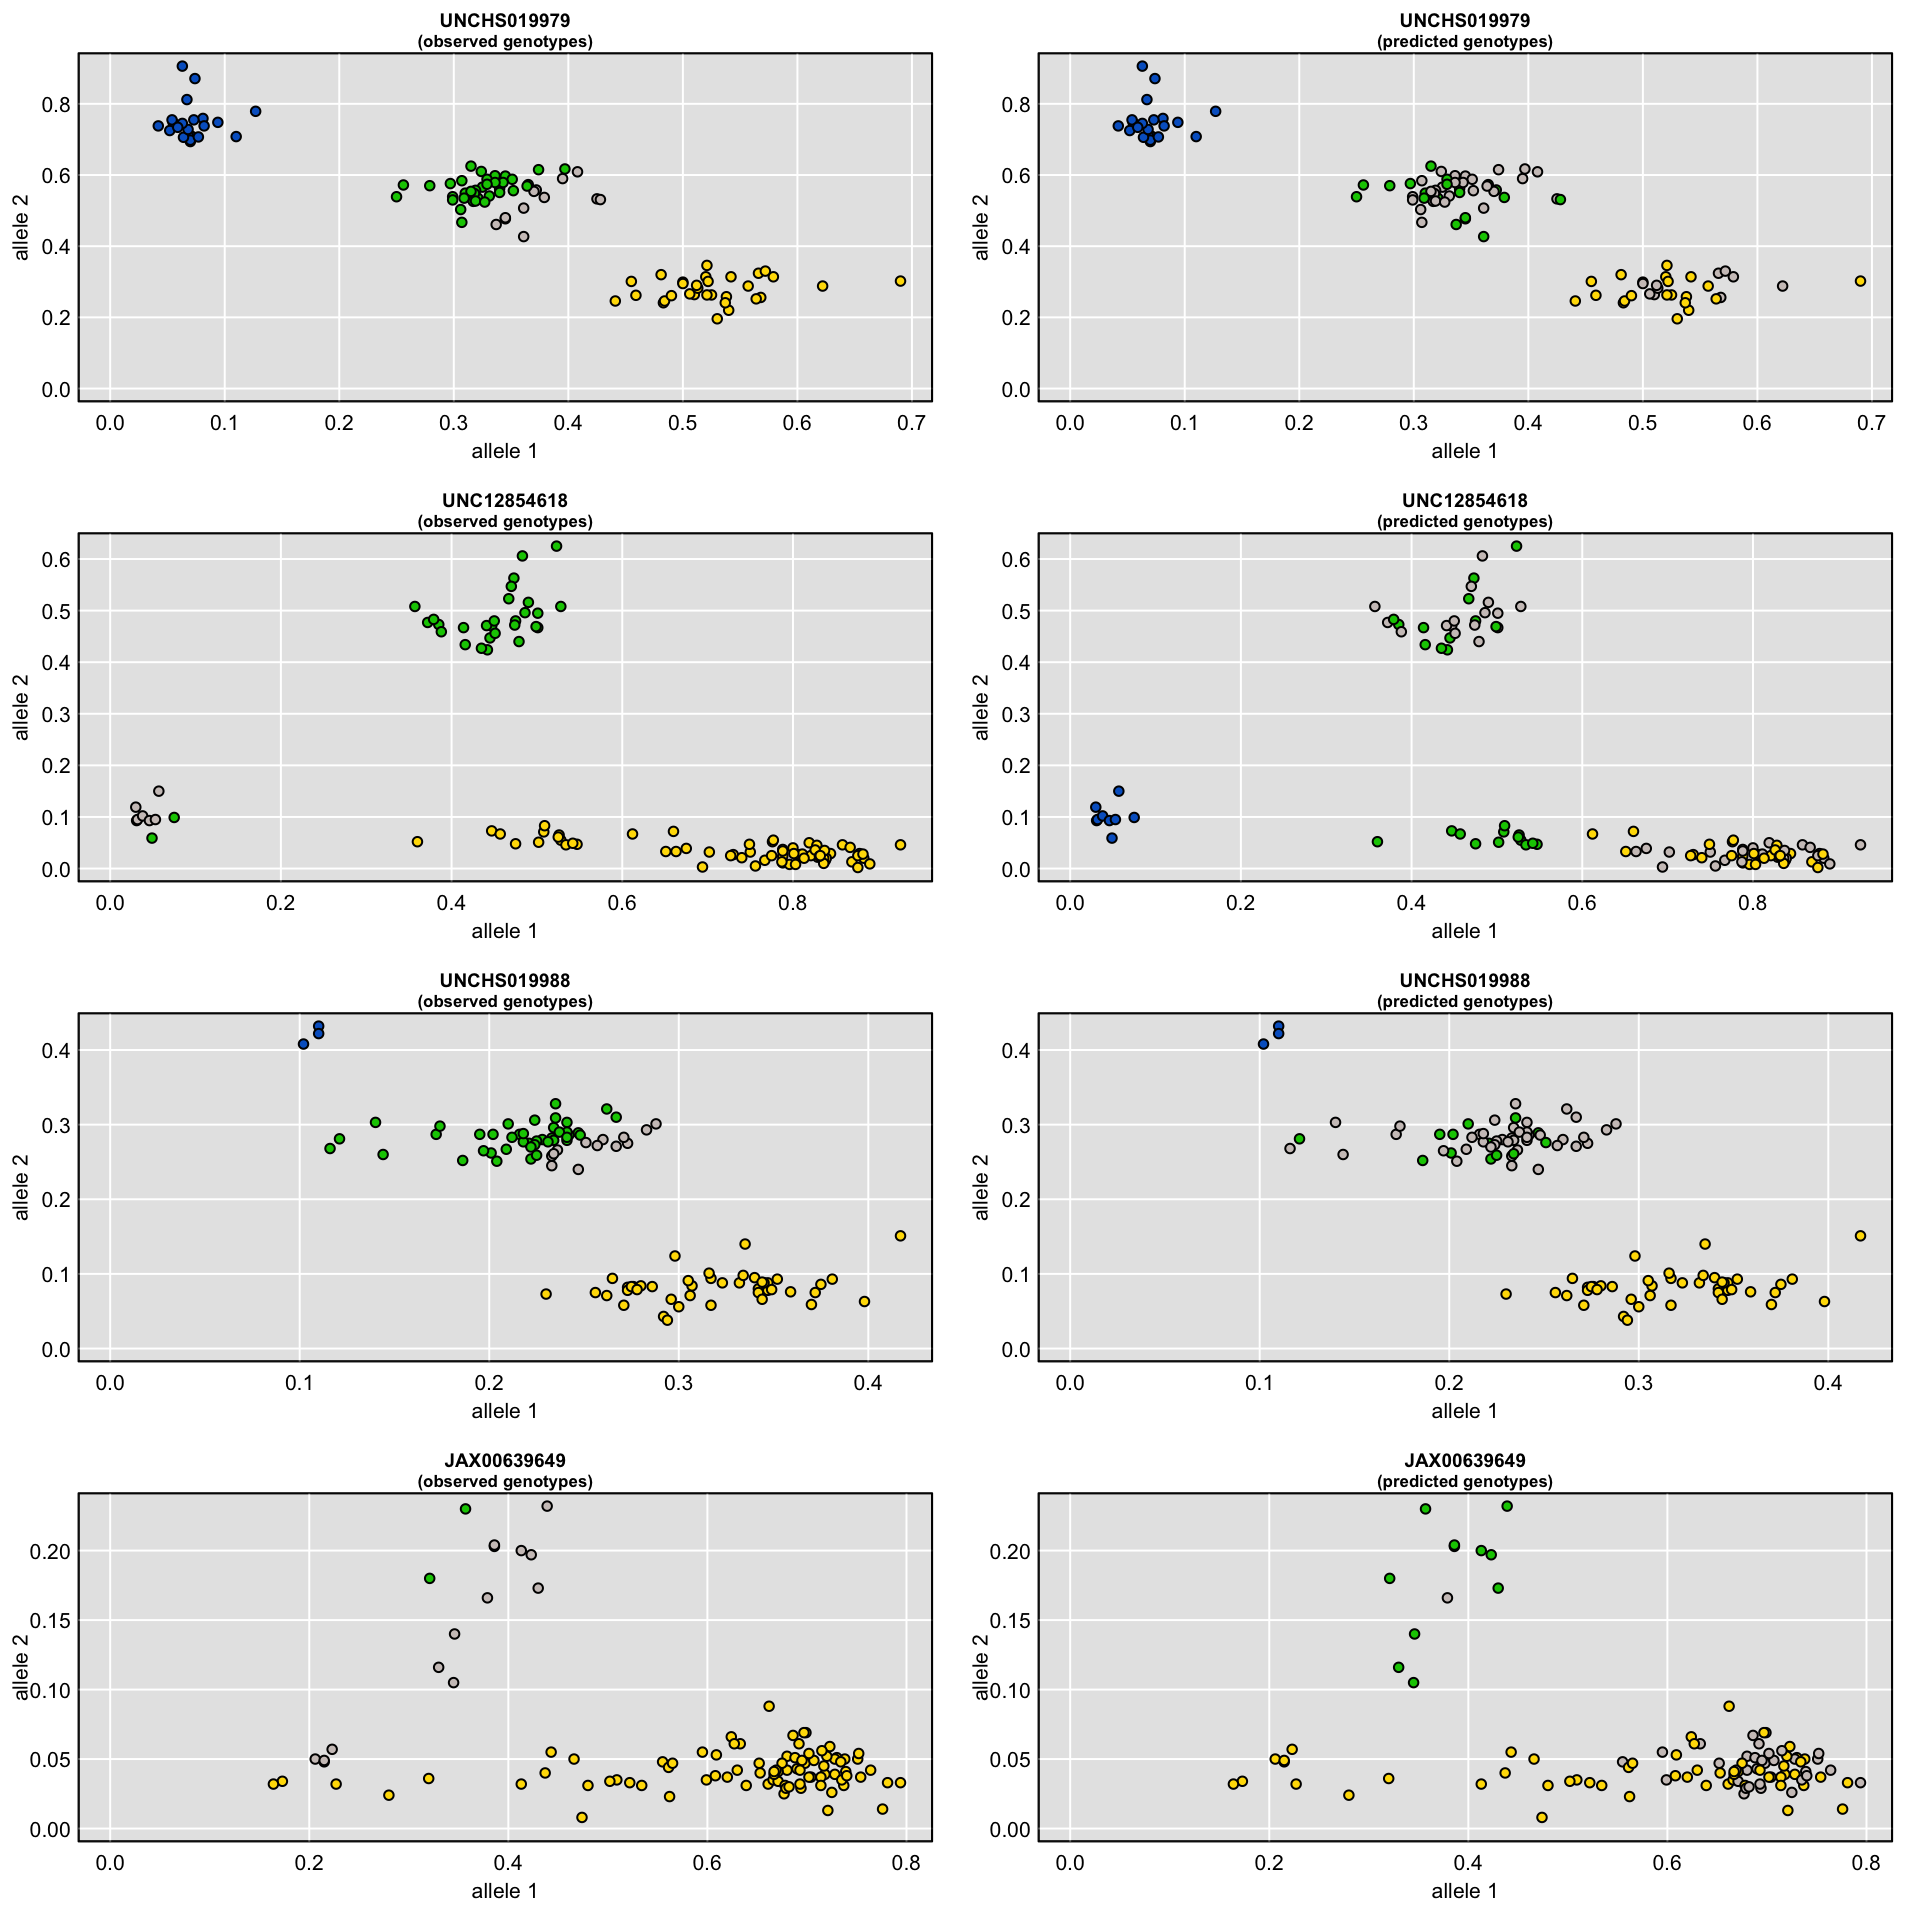 UNCHS019979
(observed genotypes)
allele 2
0.8
0.6
0.4
0.2
0.0
0.0 0.1 0.2 0.3 0.4 0.5 0.6 0.7
allele 1
UNCHS019979
(predicted genotypes)
allele 2
0.8
0.6
0.4
0.2
0.0
0.0 0.1 0.2 0.3 0.4 0.5 0.6 0.7
allele 1
UNC12854618
(observed genotypes)
allele 2
0.6
0.5
0.4
0.3
0.2
0.1
0.0
0.0 0.2 0.4 0.6 0.8
allele 1
UNC12854618
(predicted genotypes)
allele 2
0.6
0.5
0.4
0.3
0.2
0.1
0.0
0.0 0.2 0.4 0.6 0.8
allele 1
UNCHS019988
(observed genotypes)
allele 2
0.4
0.3
0.2
0.1
0.0
0.0 0.1 0.2 0.3 0.4
allele 1
UNCHS019988
(predicted genotypes)
allele 2
0.4
0.3
0.2
0.1
0.0
0.0 0.1 0.2 0.3 0.4
allele 1
JAX00639649
(observed genotypes)
allele 2
0.20
0.15
0.10
0.05
0.00
0.0 0.2 0.4 0.6 0.8
allele 1
JAX00639649
(predicted genotypes)
allele 2
0.20
0.15
0.10
0.05
0.00
0.0 0.2 0.4 0.6 0.8
allele 1